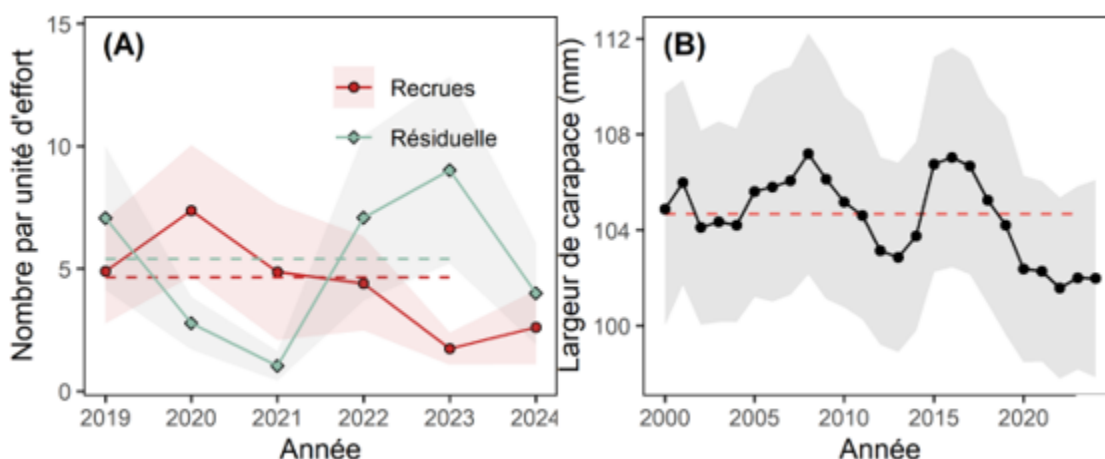 (A)
Nombre par unité d'effort
15
10
5
0
Recrues
Résiduelle
2019 2020 2021 2022 2023 2024
Année
(B)
Largeur de carapace (mm)
112
108
104
100
2000 2005 2010 2015 2020
Année